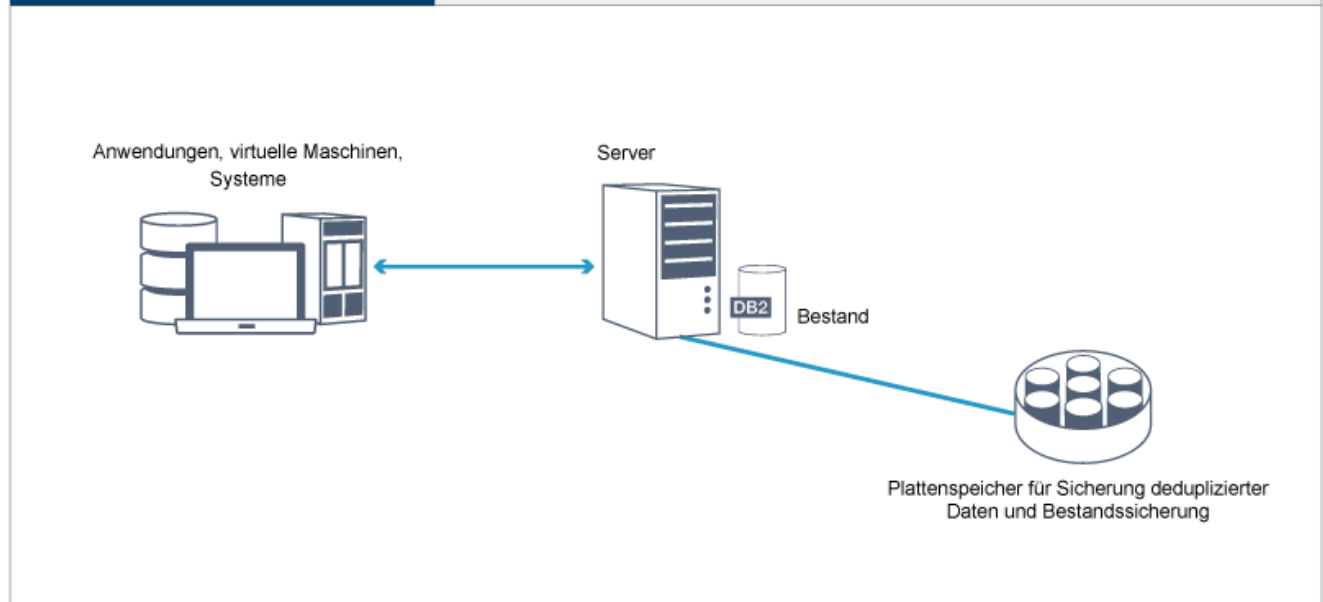 Anwendungen, virtuelle Maschinen,
Systeme
Server
DB2
Bestand
Plattenspeicher für Sicherung deduplizierter
Daten und Bestandssicherung